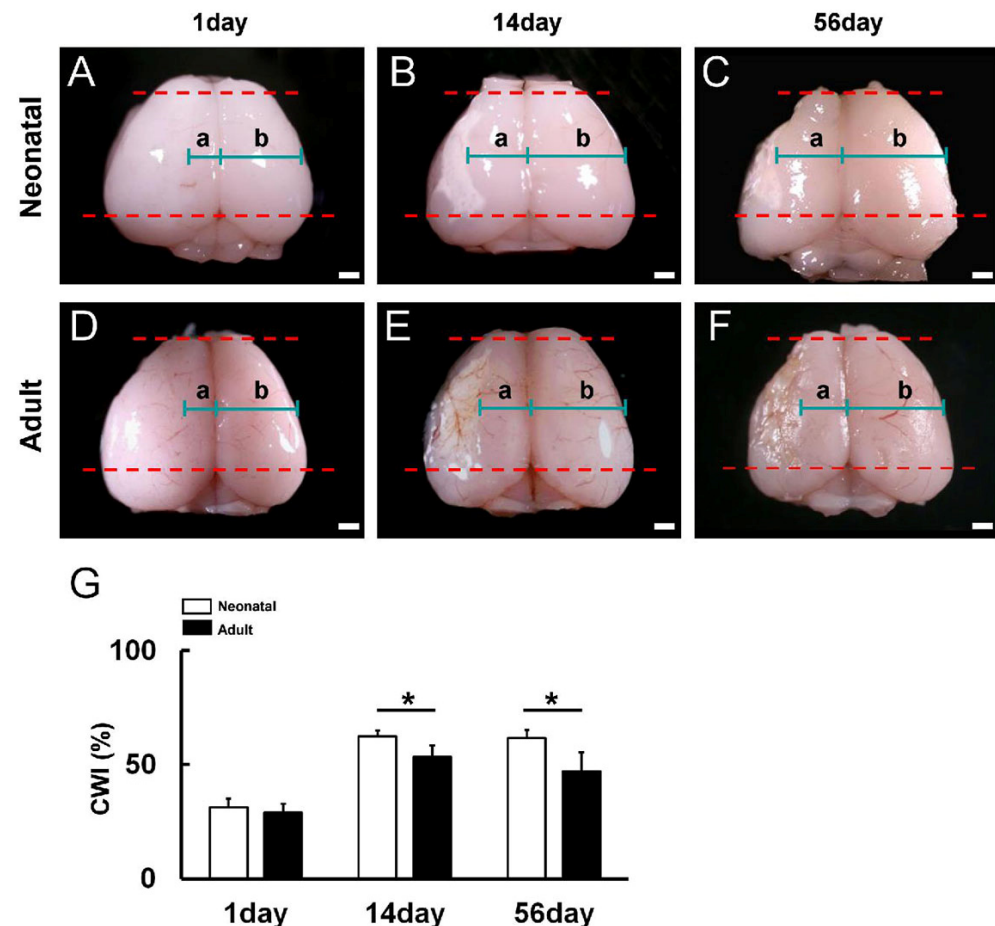 1day 14day 56day
Neonatal
A B C
a b a b a b
Adult
D E F
a b a b a b
G
Neonatal
Adult
100
* *
CWI (%)
50
0
1day 14day 56day